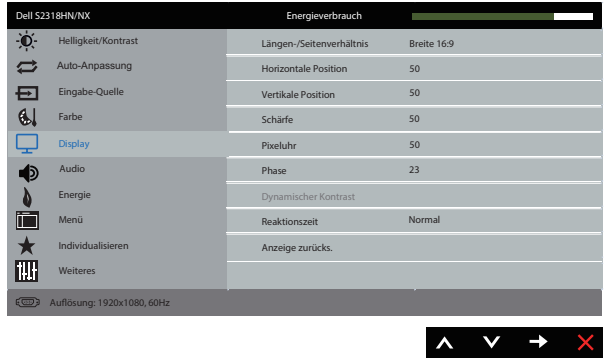 Dell S2318HN/NX Energieverbrauch
Helligkeit/Kontrast
Auto-Anpassung
Eingabe-Quelle
Farbe
Display
Audio
Energie
Menü
Individualisieren
Weiteres
Längen-/Seitenverhältnis Breite 16:9
Horizontale Position 50
Vertikale Position 50
Schärfe 50
Pixeluhr 50
Phase 23
Dynamischer Kontrast
Reaktionszeit Normal
Anzeige zurücks.
Auflösung: 1920x1080, 60Hz